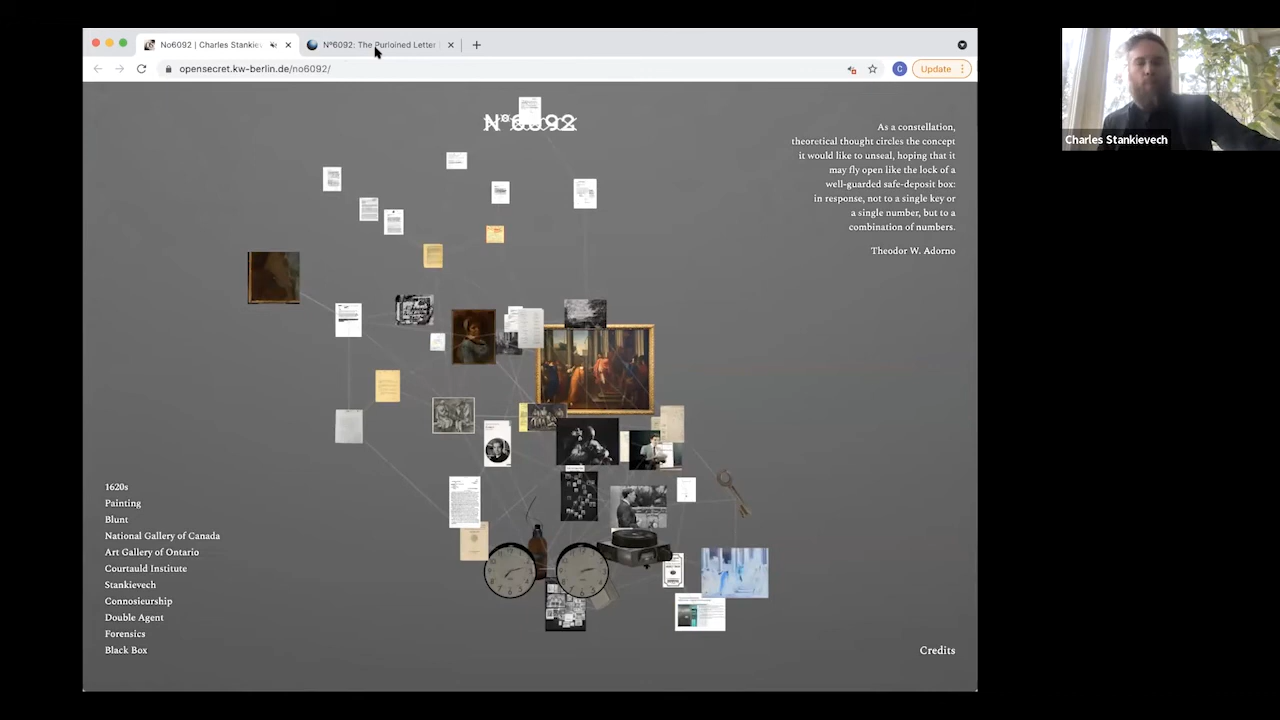 No6092 | Charles Stankiev
N°6092: The Purloined Letter
opensecret.kw-berlin.de/no6092/
C
Update
N°6092
As a constellation,
theoretical thought circles the concept
it would like to unseal, hoping that it
may fly open like the lock of a
well-guarded safe-deposit box:
in response, not to a single key or
a single number, but to a
combination of numbers.
Theodor W. Adorno
1620s
Painting
Blunt
National Gallery of Canada
Art Gallery of Ontario
Courtauld Institute
Stankievech
Connosieurship
Double Agent
Forensics
Black Box
Credits
Charles Stankievech